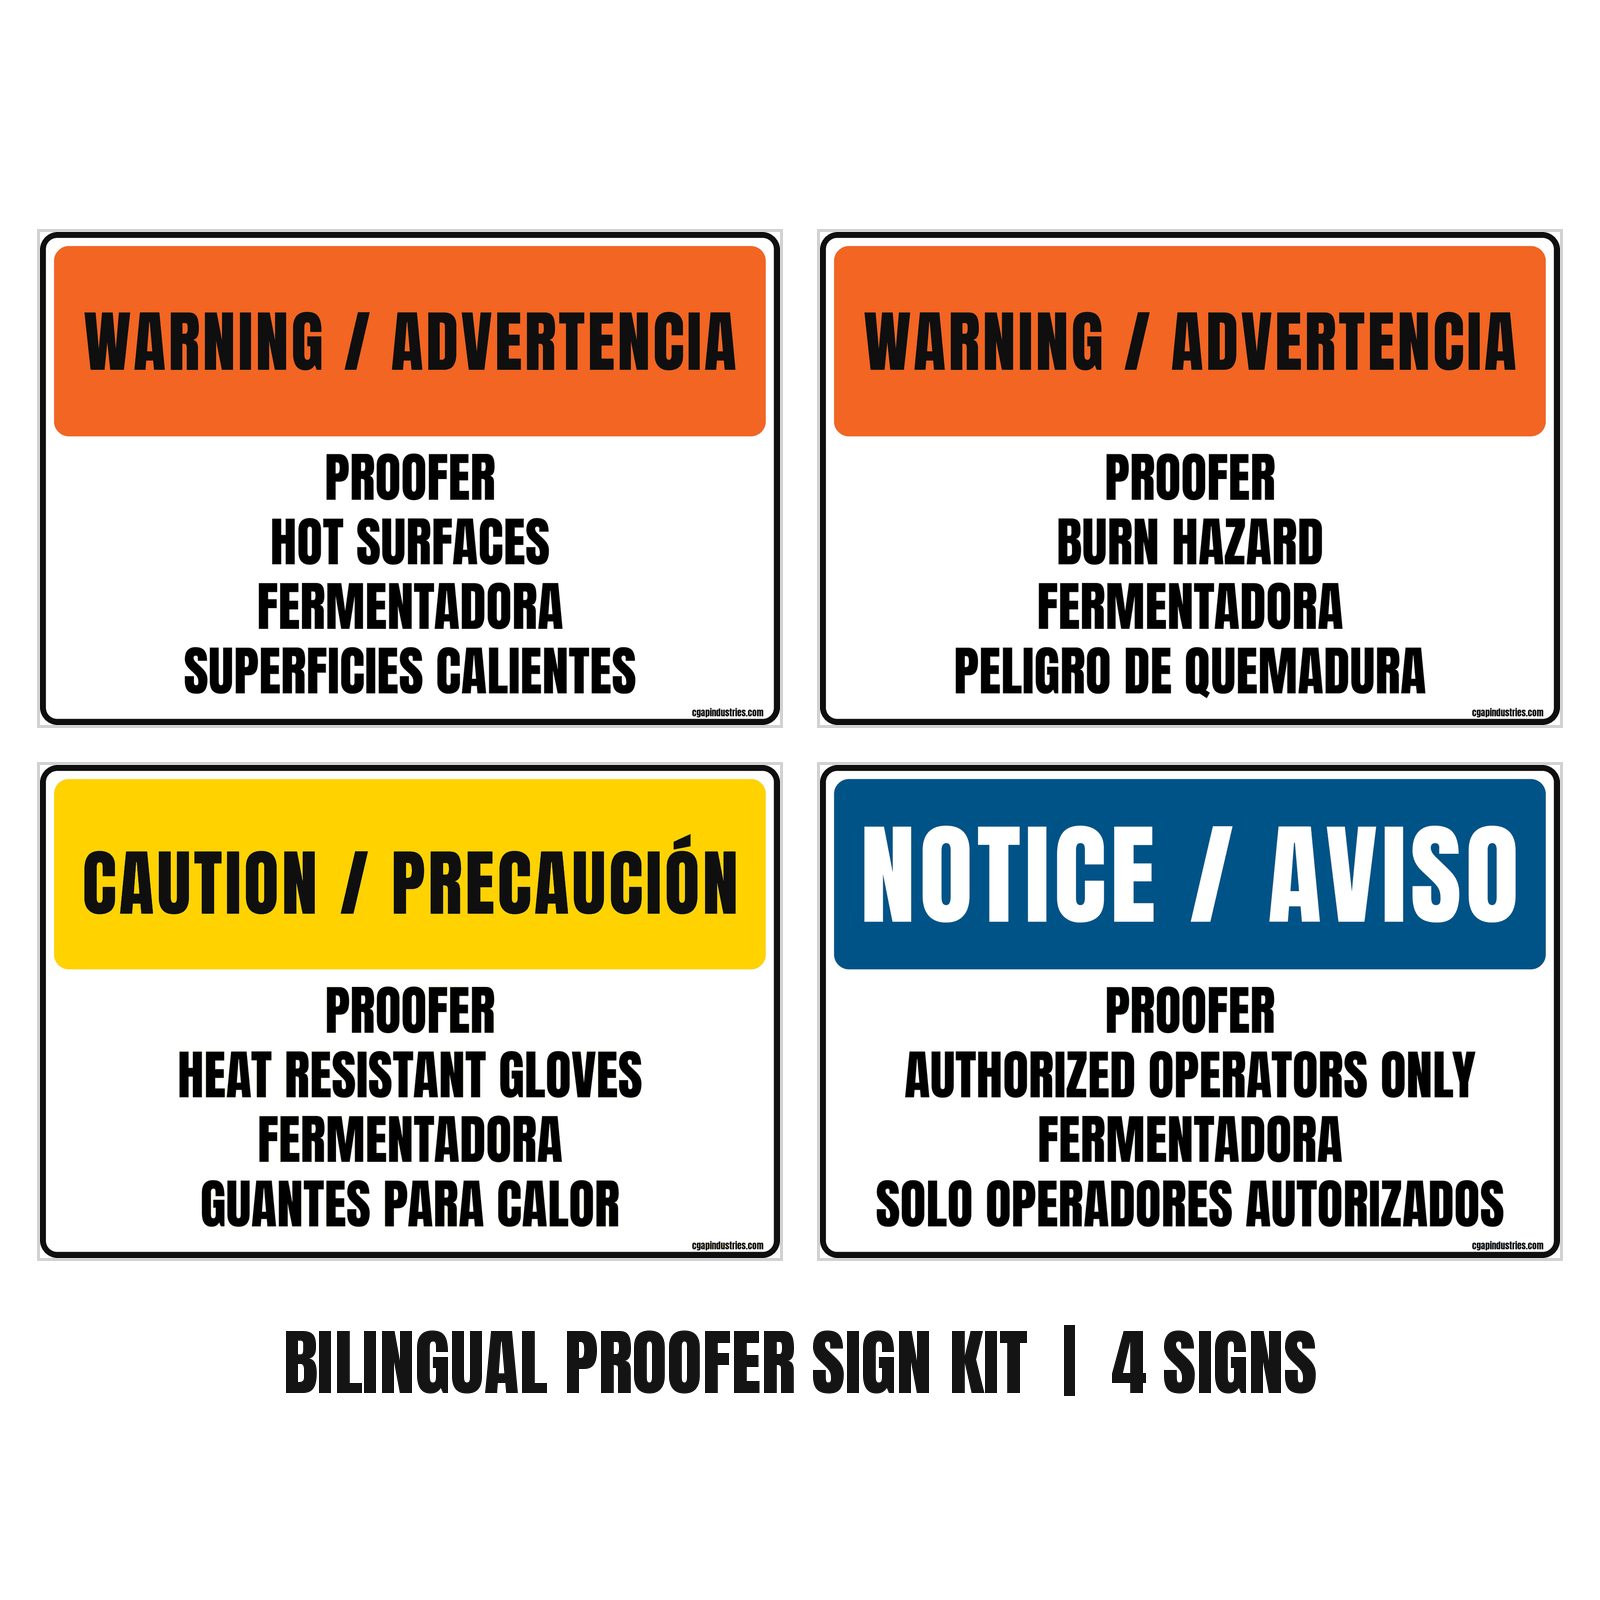 WARNING / ADVERTENCIA
PROOFER
HOT SURFACES
FERMENTADORA
SUPERFICIES CALIENTES
cgapindustries.com
WARNING / ADVERTENCIA
PROOFER
BURN HAZARD
FERMENTADORA
PELIGRO DE QUEMADURA
cgapindustries.com
CAUTION / PRECAUCIÓN
PROOFER
HEAT RESISTANT GLOVES
FERMENTADORA
GUANTES PARA CALOR
cgapindustries.com
NOTICE / AVISO
PROOFER
AUTHORIZED OPERATORS ONLY
FERMENTADORA
SOLO OPERADORES AUTORIZADOS
cgapindustries.com
BILINGUAL PROOFER SIGN KIT | 4 SIGNS